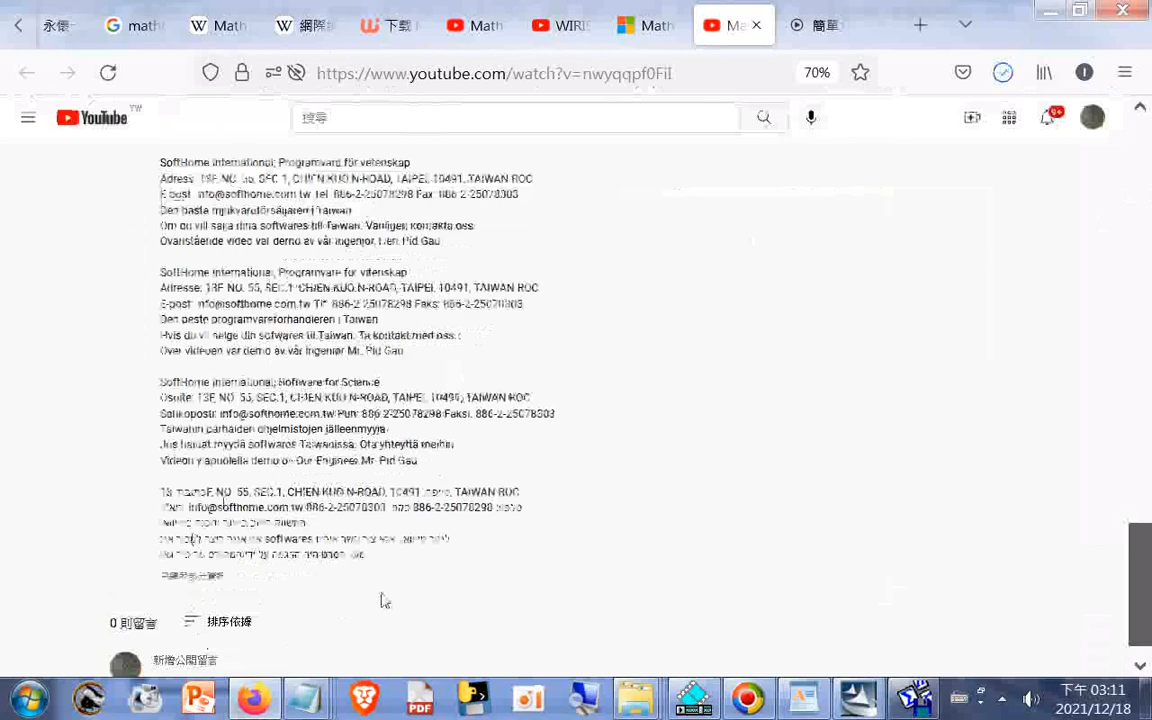 永懷
math
Math
網際
下載
Math
WIRIS
Math
Ma
簡單
https://www.youtube.com/watch?v=nwyqqpf0FiI
70%
YouTube TW
搜尋
9+
SoftHome International, Programvara för vetenskap
Adress: 13F, NO. 55, SEC.1, CHIEN KUO N-ROAD, TAIPEI, 10491, TAIWAN ROC
E-post: info@softhome.com.tw Tel: 886-2-25078298 Fax: 886-2-25078303
Den bästa mjukvaruförsäljaren i Taiwan
Om du vill sälja dina softwares till Taiwan. Vänligen kontakta oss
Ovanstående video var demo av vår ingenjör, Herr Pid Gau
SoftHome International, Programvare for vitenskap
Adresse: 13F, NO. 55, SEC.1, CHIEN KUO N-ROAD, TAIPEI, 10491, TAIWAN ROC
E-post: info@softhome.com.tw Tlf: 886-2-25078298 Faks: 886-2-25078303
Den beste programvareforhandleren i Taiwan
Hvis du vil selge din softwares til Taiwan. Ta kontakt med oss
Over videoen var demo av vår ingeniør Mr. Pid Gau
SoftHome International, Software for Science
Osoite: 13F, NO. 55, SEC.1, CHIEN KUO N-ROAD, TAIPEI, 10491, TAIWAN ROC
Sähköposti: info@softhome.com.tw Puh: 886-2-25078298 Faksi: 886-2-25078303
Taiwanin parhaiden ohjelmistojen jälleenmyyjä
Jos haluat myydä softwares Taiwanissa. Ota yhteyttä meihin
Videon yläpuolella demo Our Engineer Mr. Pid Gau
NO. 55, SEC.1, CHIEN KUO N-ROAD, 10491 TAIWAN ROC
info@softhome.com.tw 886-2-25078303 886-2-25078298
softwares
0 則留言
排序依據
新增公開留言
PDF
下午 03:11
2021/12/18